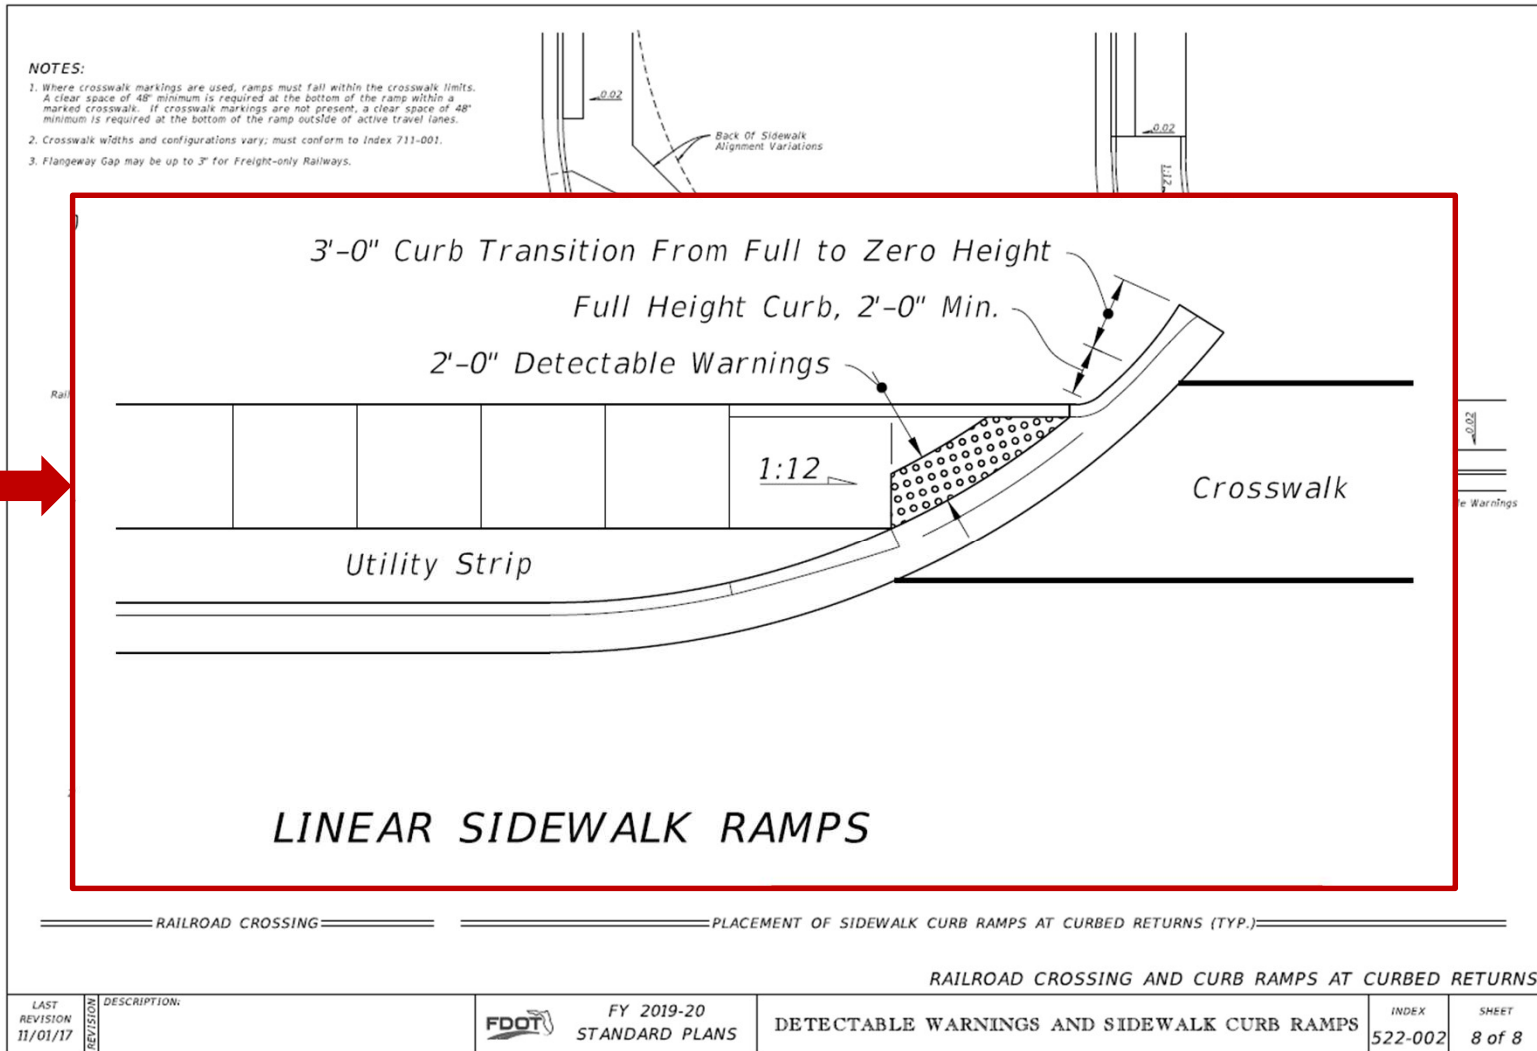 NOTES:
1. Where crosswalk markings are used, ramps must fall within the crosswalk limits.
A clear space of 48" minimum is required at the bottom of the ramp within a
marked crosswalk. If crosswalk markings are not present, a clear space of 48"
minimum is required at the bottom of the ramp outside of active travel lanes.
2. Crosswalk widths and configurations vary; must conform to Index 711-001.
3. Flangeway Gap may be up to 3" for Freight-only Railways.
0.02
Back Of Sidewalk
Alignment Variations
0.02
1:12
3'-0" Curb Transition From Full to Zero Height
Full Height Curb, 2'-0" Min.
2'-0" Detectable Warnings
Rail
0.02
1:12
Crosswalk
Warnings
Utility Strip
LINEAR SIDEWALK RAMPS
RAILROAD CROSSING
PLACEMENT OF SIDEWALK CURB RAMPS AT CURBED RETURNS (TYP.)
RAILROAD CROSSING AND CURB RAMPS AT CURBED RETURNS
LAST
REVISION
11/01/17
REVISION
DESCRIPTION:
FDOT
FY 2019-20
STANDARD PLANS
DETECTABLE WARNINGS AND SIDEWALK CURB RAMPS
INDEX
522-002
SHEET
8 of 8